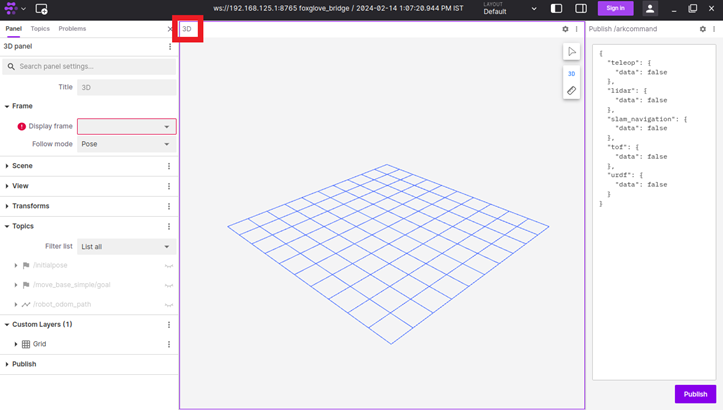 ws://192.168.125.1:8765 foxglove_bridge / 2024-02-14 1:07:20.944 PM IST
LAYOUT
Default
Sign in
Panel
Topics
Problems
3D panel
Search panel settings...
Title
3D
Frame
Display frame
Follow mode
Pose
Scene
View
Transforms
Topics
Filter list
List all
/initialpose
/move_base_simple/goal
/robot_odom_path
Custom Layers (1)
Grid
Publish
3D
3D
Publish /arkcommand
{
"teleop": {
"data": false
},
"lidar": {
"data": false
},
"slam_navigation": {
"data": false
},
"tof": {
"data": false
},
"urdf": {
"data": false
}
}
Publish